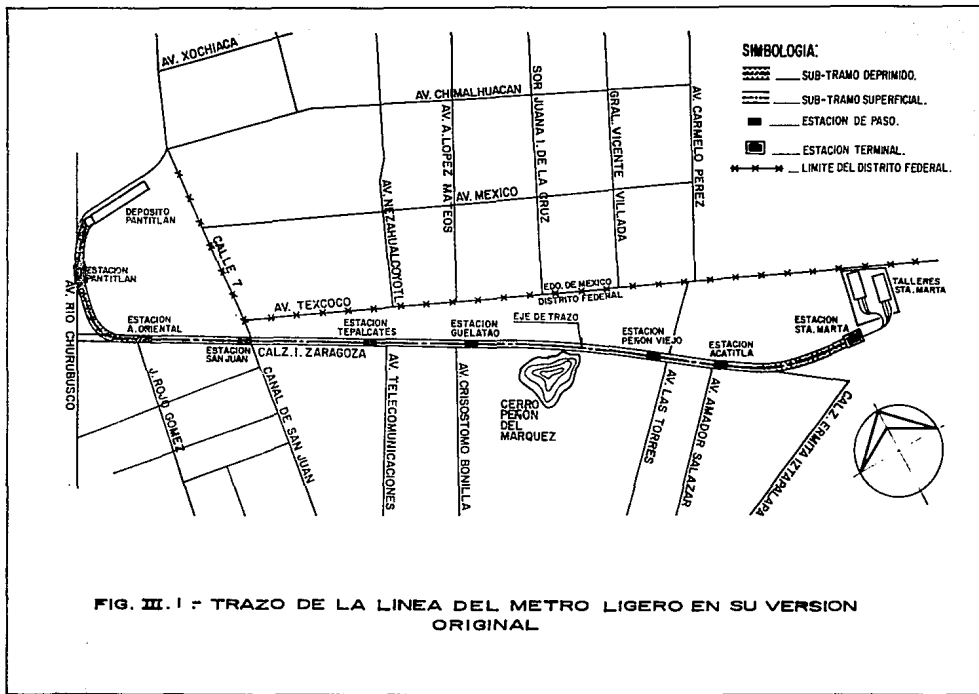 AV. XOCHIACA
AV. CHIMALHUACAN
AV. MEXICO
AV. NEZAHUALCOYOTL
AV. A. LOPEZ MATEOS
SOR JUANA I. DE LA CRUZ
GRAL. VICENTE VILLADA
AV. CARMELO PEREZ
SIMBOLOGIA:
SUB-TRAMO DEPRIMIDO.
SUB-TRAMO SUPERFICIAL.
ESTACION DE PASO.
ESTACION TERMINAL.
LIMITE DEL DISTRITO FEDERAL.
DEPOSITO
PANTITLAN
CALLE 7
ESTACION
PANTITLAN
AV. RIO CHURUBUSCO
AV. TEXCOCO
EDO. DE MEXICO
DISTRITO FEDERAL
TALLERES
STA. MARTA
ESTACION
A. ORIENTAL
ESTACION
SAN JUAN
CALZ. I. ZARAGOZA
ESTACION
TEPALCATES
ESTACION
GUELATAO
EJE DE TRAZO
ESTACION
PEÑON VIEJO
ESTACION
ACATITLA
ESTACION
STA. MARTA
J. ROJO GOMEZ
CANAL DE SAN JUAN
AV. TELECOMUNICACIONES
AV. CRISOSTOMO BONILLA
CERRO
PEÑON
DEL
MARQUEZ
AV. LAS TORRES
AV. AMADOR SALAZAR
CALZ. ERMITA IZTAPALAPA
FIG. III. I :- TRAZO DE LA LINEA DEL METRO LIGERO EN SU VERSION
ORIGINAL